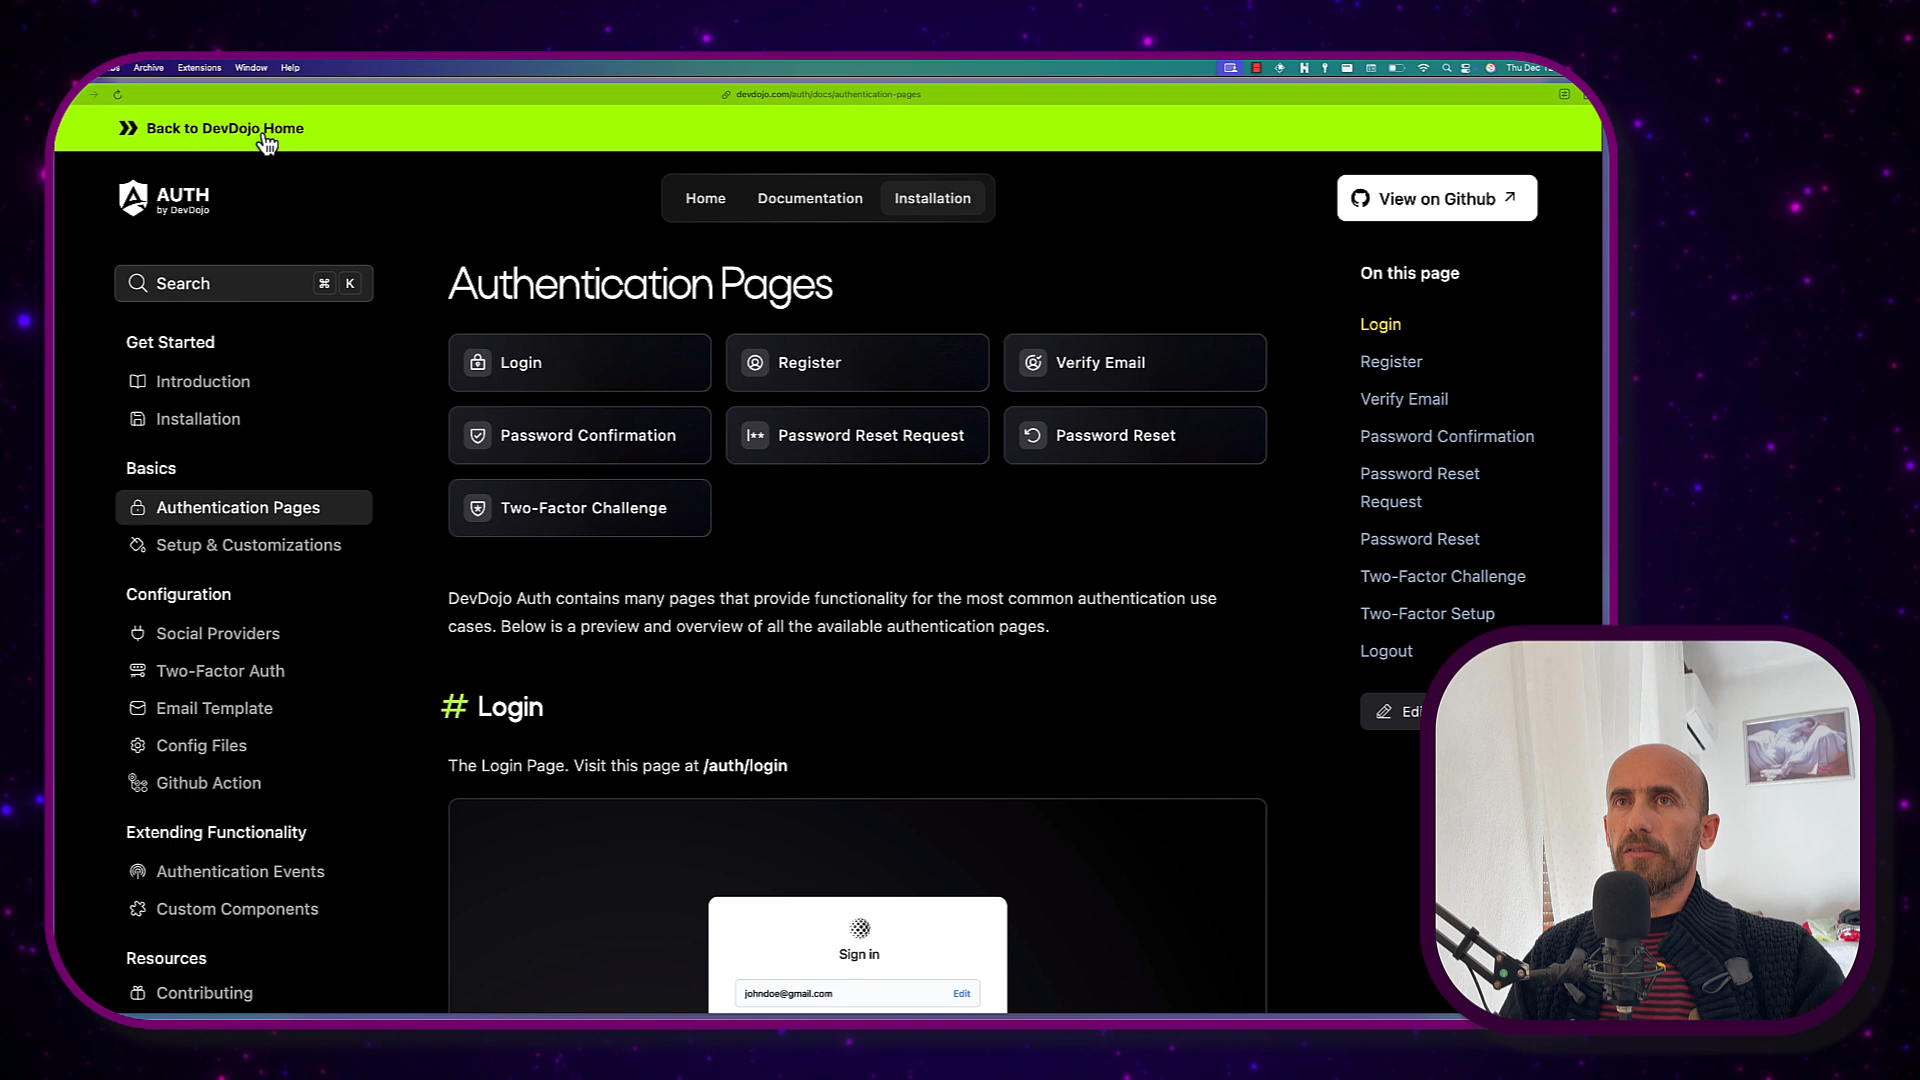 Archive Extensions Window Help
Thu Dec
devdojo.com/auth/docs/authentication-pages
Back to DevDojo Home
AUTH
by DevDojo
Home Documentation Installation
View on Github
Search ⌘ K
Get Started
Introduction
Installation
Basics
Authentication Pages
Setup & Customizations
Configuration
Social Providers
Two-Factor Auth
Email Template
Config Files
Github Action
Extending Functionality
Authentication Events
Custom Components
Resources
Contributing
Authentication Pages
Login
Register
Verify Email
Password Confirmation
Password Reset Request
Password Reset
Two-Factor Challenge
DevDojo Auth contains many pages that provide functionality for the most common authentication use
cases. Below is a preview and overview of all the available authentication pages.
# Login
The Login Page. Visit this page at /auth/login
Sign in
johndoe@gmail.com Edit
On this page
Login
Register
Verify Email
Password Confirmation
Password Reset
Request
Password Reset
Two-Factor Challenge
Two-Factor Setup
Logout